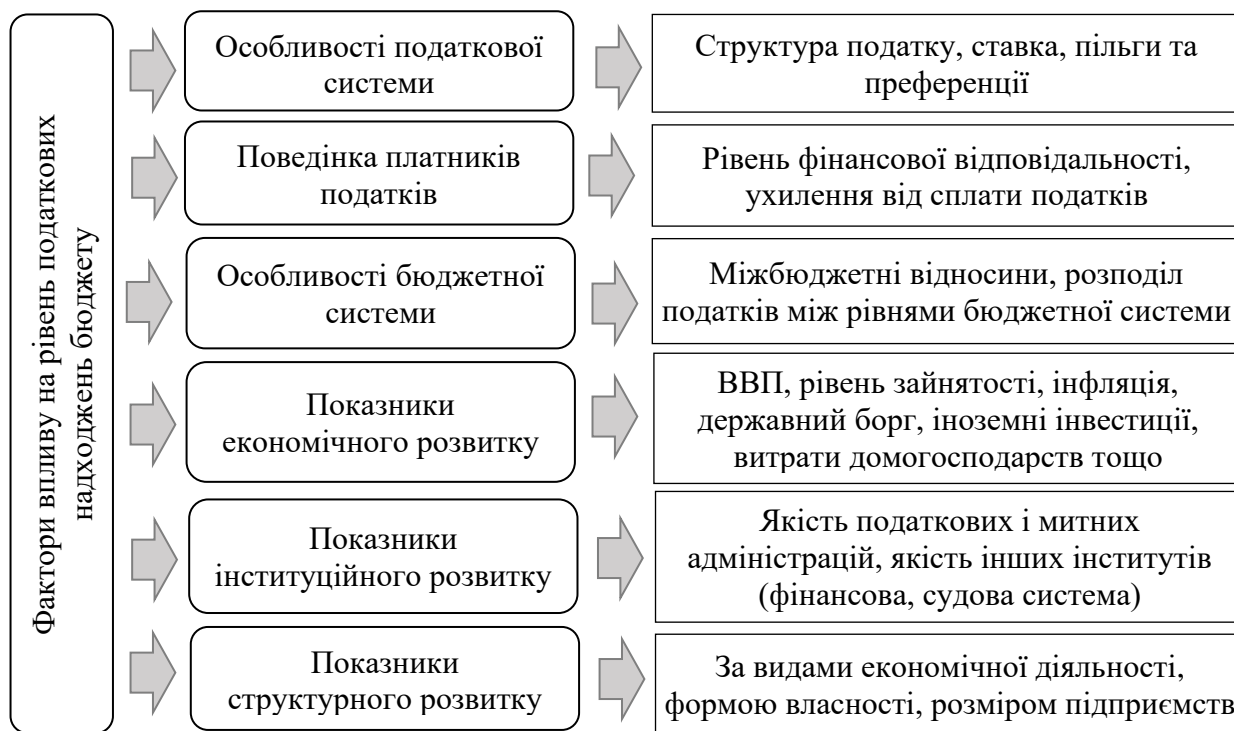 Фактори впливу на рівень податкових
надходжень бюджету
Особливості податкової
системи
Структура податку, ставка, пільги та
преференції
Поведінка платників
податків
Рівень фінансової відповідальності,
ухилення від сплати податків
Особливості бюджетної
системи
Міжбюджетні відносини, розподіл
податків між рівнями бюджетної системи
Показники
економічного розвитку
ВВП, рівень зайнятості, інфляція,
державний борг, іноземні інвестиції,
витрати домогосподарств тощо
Показники
інституційного розвитку
Якість податкових і митних
адміністрацій, якість інших інститутів
(фінансова, судова система)
Показники
структурного розвитку
За видами економічної діяльності,
формою власності, розміром підприємств